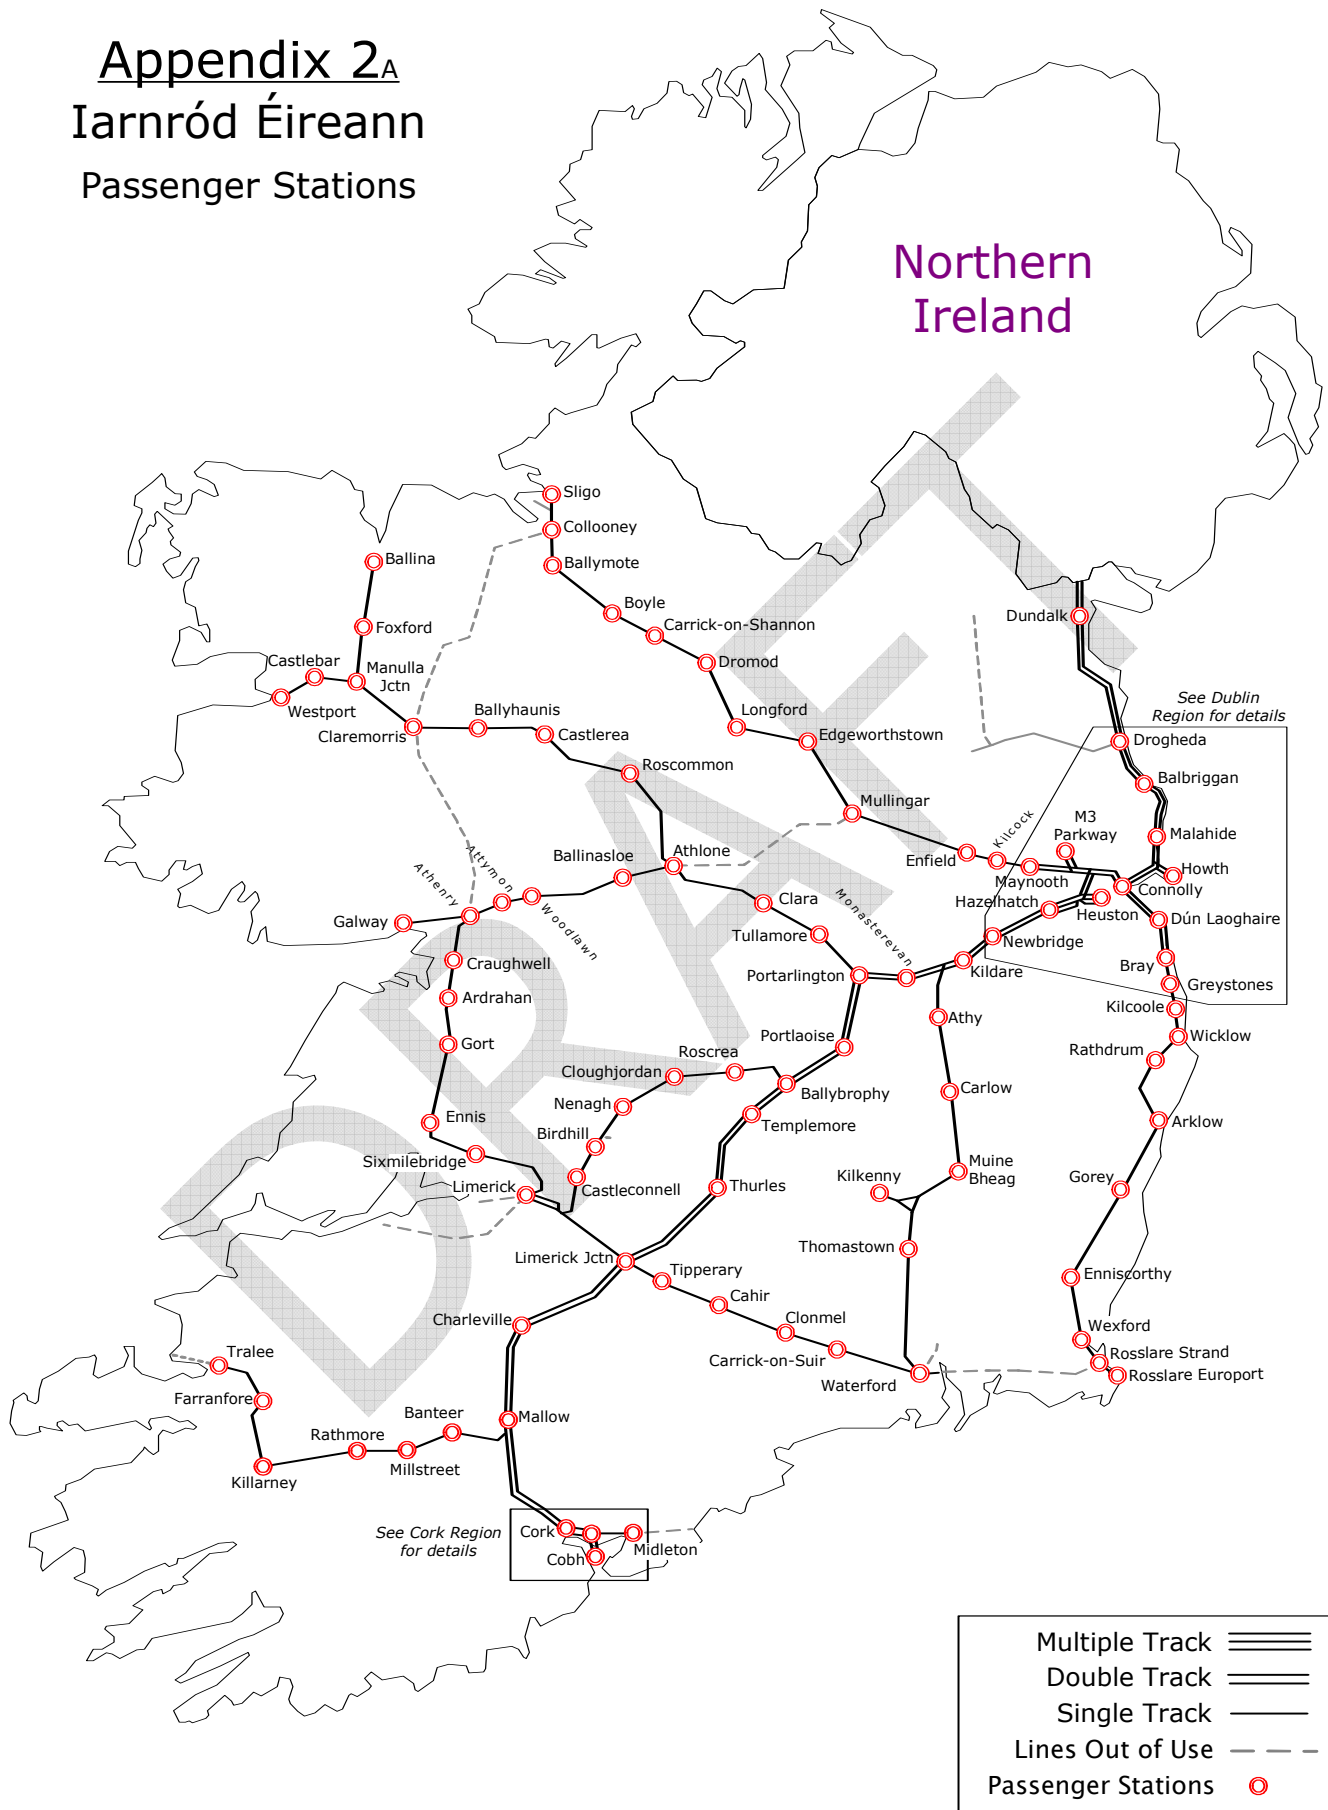 Appendix 2A
Iarnród Éireann
Passenger Stations
Northern
Ireland
Sligo
Collooney
Ballymote
Ballina
Boyle
Carrick-on-Shannon
Foxford
Dundalk
Castlebar
Manulla
Jctn
Dromod
Westport
See Dublin
Region for details
Longford
Ballyhaunis
Claremorris
Castlerea
Edgeworthstown
Drogheda
Roscommon
Balbriggan
Mullingar
M3
Parkway
Kilcock
Malahide
Athlone
Ballinasloe
Enfield
Maynooth
Howth
Connolly
Attymon
Athenry
Woodlawn
Clara
Monasterevan
Hazelhatch
Heuston
Galway
Dún Laoghaire
Tullamore
Newbridge
Craughwell
Portarlington
Kildare
Bray
Greystones
Ardrahan
Kilcoole
Athy
Gort
Portlaoise
Wicklow
Rathdrum
Roscrea
Cloughjordan
Ballybrophy
Carlow
Nenagh
Ennis
Templemore
Arklow
Birdhill
Sixmilebridge
Muine
Bheag
Limerick
Castleconnell
Thurles
Kilkenny
Gorey
Thomastown
Limerick Jctn
Tipperary
Enniscorthy
Cahir
Charleville
Clonmel
Wexford
Tralee
Carrick-on-Suir
Rosslare Strand
Waterford
Rosslare Europort
Farranfore
Banteer
Mallow
Rathmore
Millstreet
Killarney
See Cork Region
for details
Cork
Midleton
Cobh
DRAFT
Multiple Track
Double Track
Single Track
Lines Out of Use
Passenger Stations